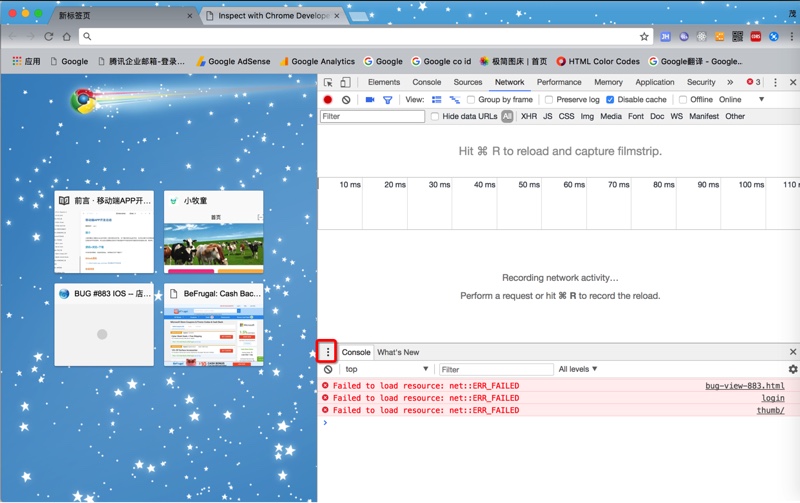 新标签页
Inspect with Chrome Develope
茂
应用
Google
腾讯企业邮箱-登录...
Google AdSense
Google Analytics
Google
Google co id
极简图床 | 首页
HTML Color Codes
Google翻译 - Google...
Elements Console Sources Network Performance Memory Application Security » 3
View: Group by frame Preserve log Disable cache Offline Online
Filter Hide data URLs All XHR JS CSS Img Media Font Doc WS Manifest Other
Hit ⌘ R to reload and capture filmstrip.
10 ms 20 ms 30 ms 40 ms 50 ms 60 ms 70 ms 80 ms 90 ms 100 ms 110 m
Recording network activity…
Perform a request or hit ⌘ R to record the reload.
前言 · 移动端APP开...
小牧童
首页
BUG #883 IOS – 店...
BeFrugal: Cash Bac...
Console What's New
top Filter All levels
Failed to load resource: net::ERR_FAILED bug-view-883.html
Failed to load resource: net::ERR_FAILED login
Failed to load resource: net::ERR_FAILED thumb/